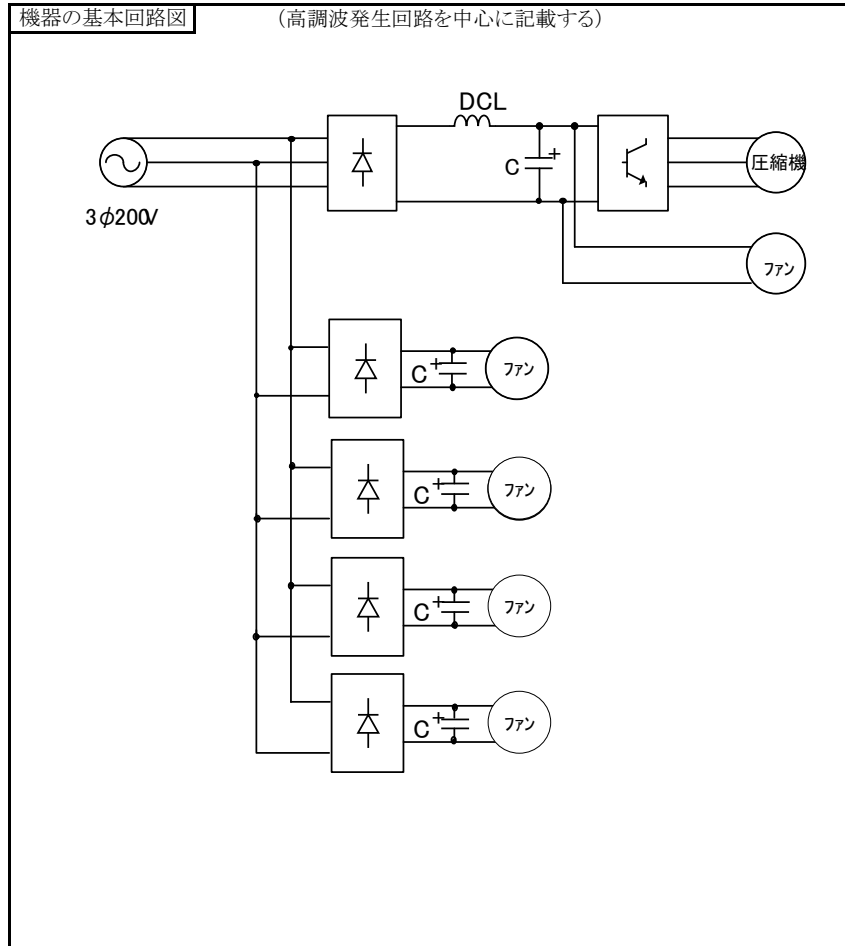 機器の基本回路図 （高調波発生回路を中心に記載する）
DCL
C +
圧縮機
3φ200V
ファン
C + ファン
C + ファン
C + ファン
C + ファン